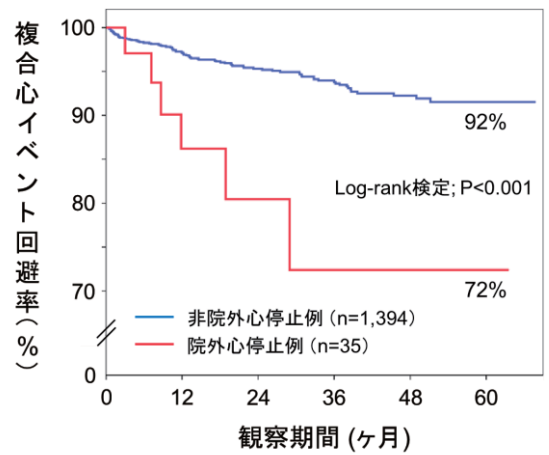 複合心イベント回避率(%)
100
90
80
70
0
92%
Log-rank検定; P<0.001
72%
非院外心停止例 (n=1,394)
院外心停止例 (n=35)
0 12 24 36 48 60
観察期間 (ヶ月)